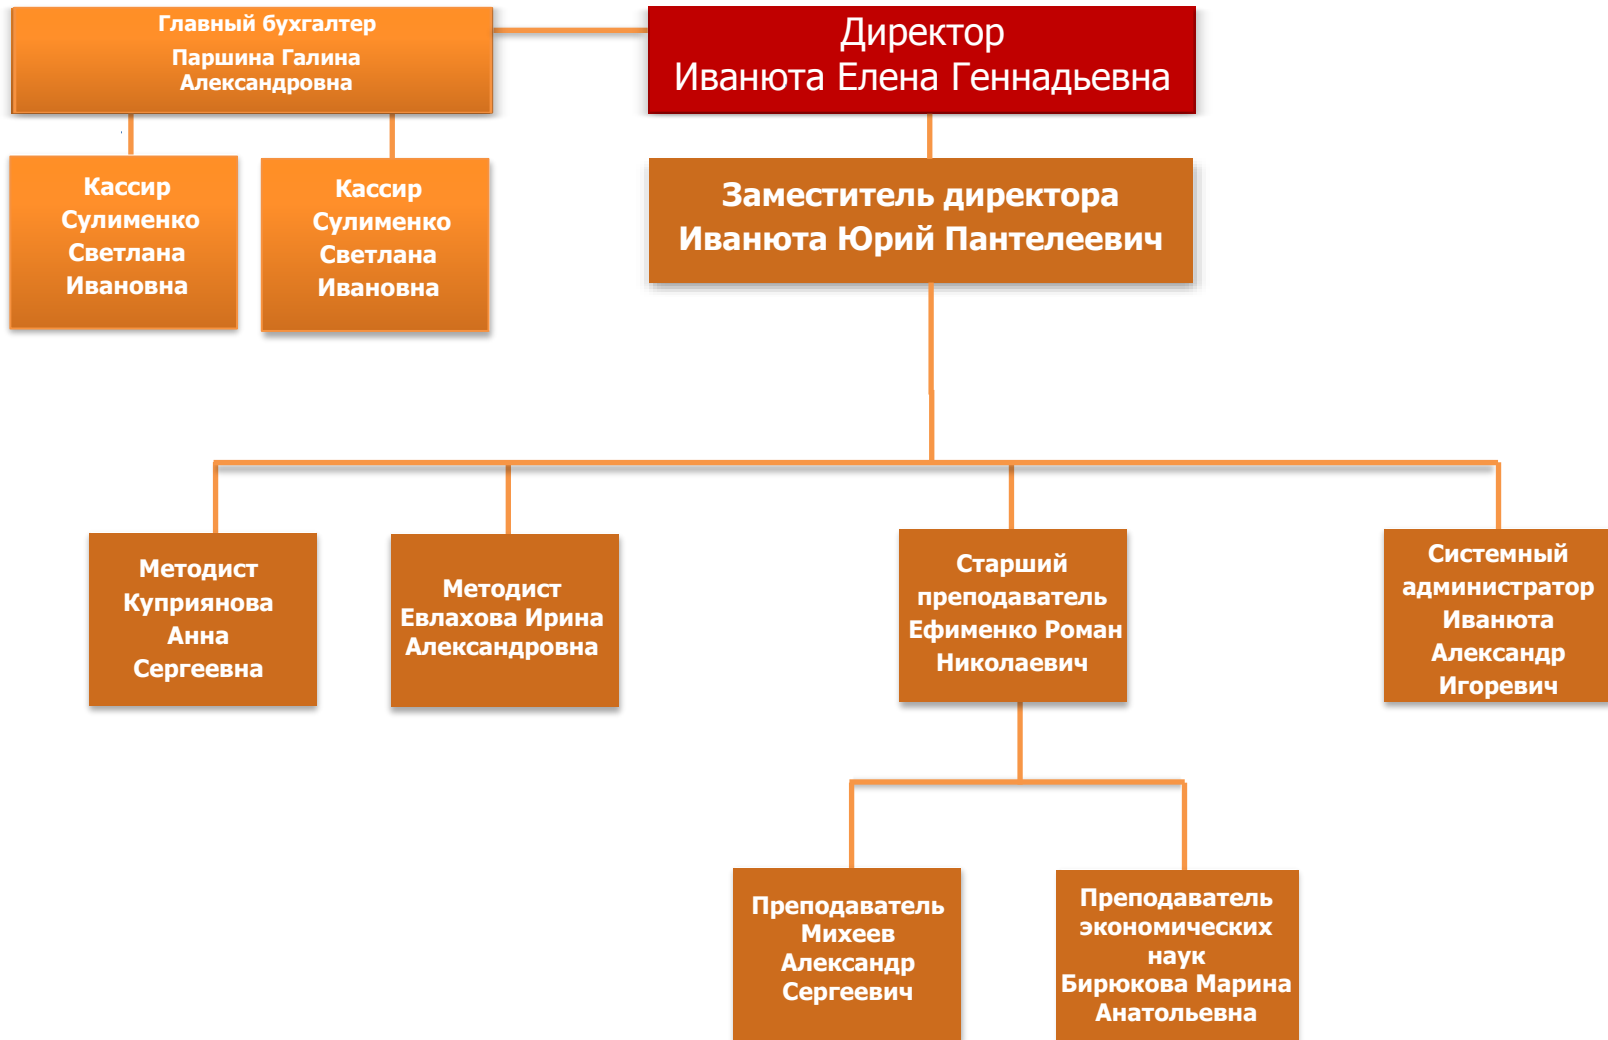 Главный бухгалтер
Паршина Галина
Александровна
Директор
Иванюта Елена Геннадьевна
Кассир
Сулименко
Светлана
Ивановна
Кассир
Сулименко
Светлана
Ивановна
Заместитель директора
Иванюта Юрий Пантелеевич
Методист
Куприянова
Анна
Сергеевна
Методист
Евлахова Ирина
Александровна
Старший
преподаватель
Ефименко Роман
Николаевич
Системный
администратор
Иванюта
Александр
Игоревич
Преподаватель
Михеев
Александр
Сергеевич
Преподаватель
экономических
наук
Бирюкова Марина
Анатольевна